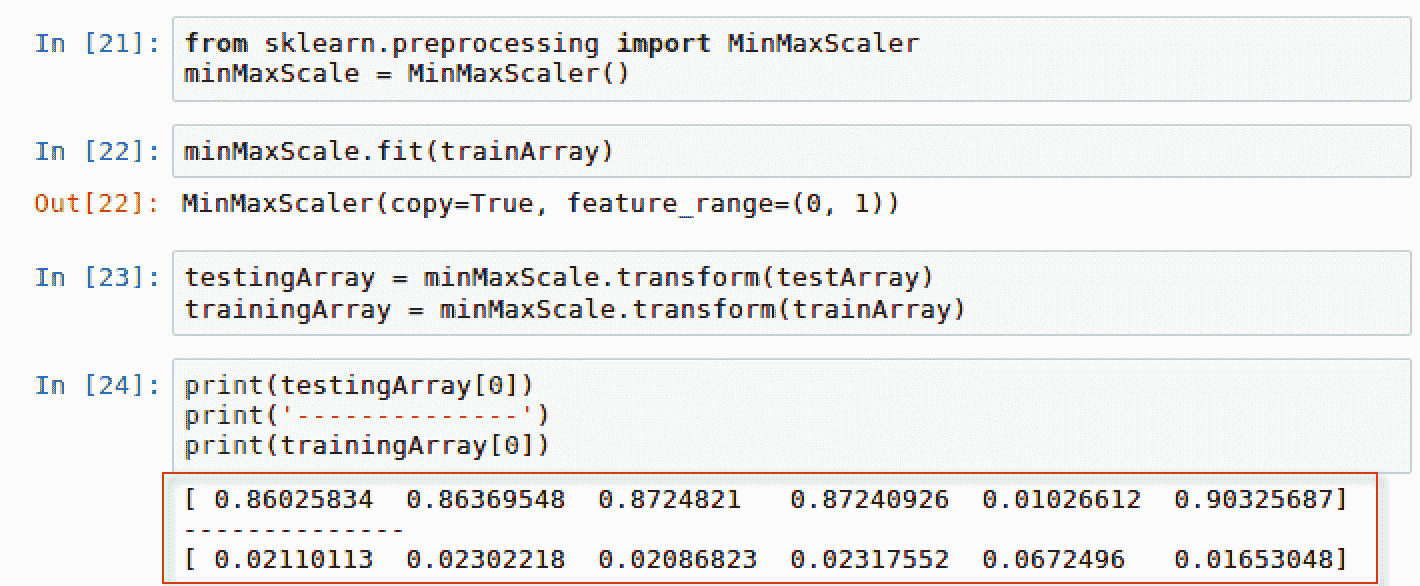 In [21]: from sklearn.preprocessing import MinMaxScaler
minMaxScale = MinMaxScaler()
In [22]: minMaxScale.fit(trainArray)
Out[22]: MinMaxScaler(copy=True, feature_range=(0, 1))
In [23]: testingArray = minMaxScale.transform(testArray)
trainingArray = minMaxScale.transform(trainArray)
In [24]: print(testingArray[0])
print('--------------')
print(trainingArray[0])
[ 0.86025834 0.86369548 0.8724821 0.87240926 0.01026612 0.90325687]
--------------
[ 0.02110113 0.02302218 0.02086823 0.02317552 0.0672496 0.01653048]